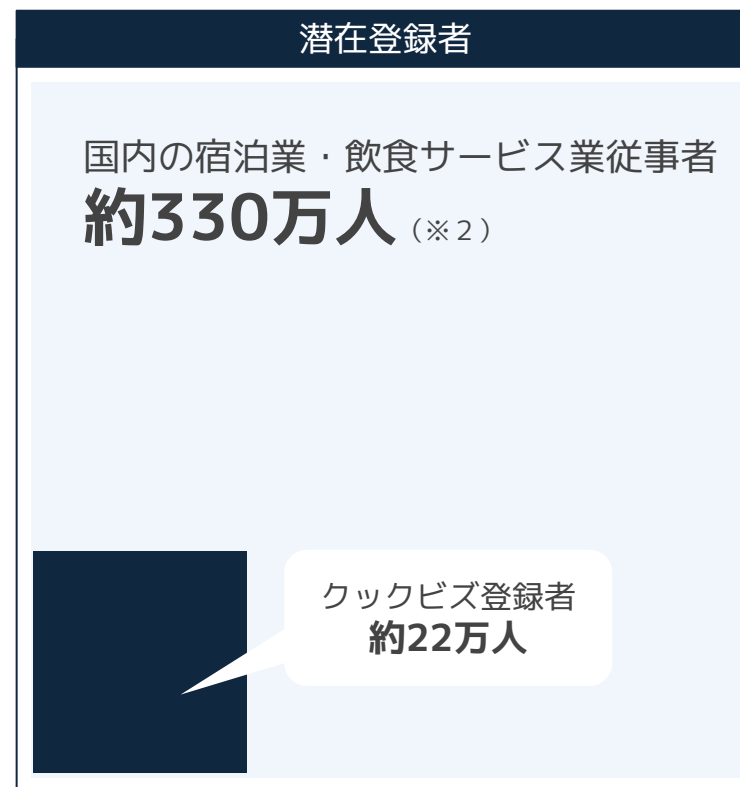 潜在登録者
国内の宿泊業・飲食サービス業従事者
約330万人（※２）
クックビズ登録者
約22万人